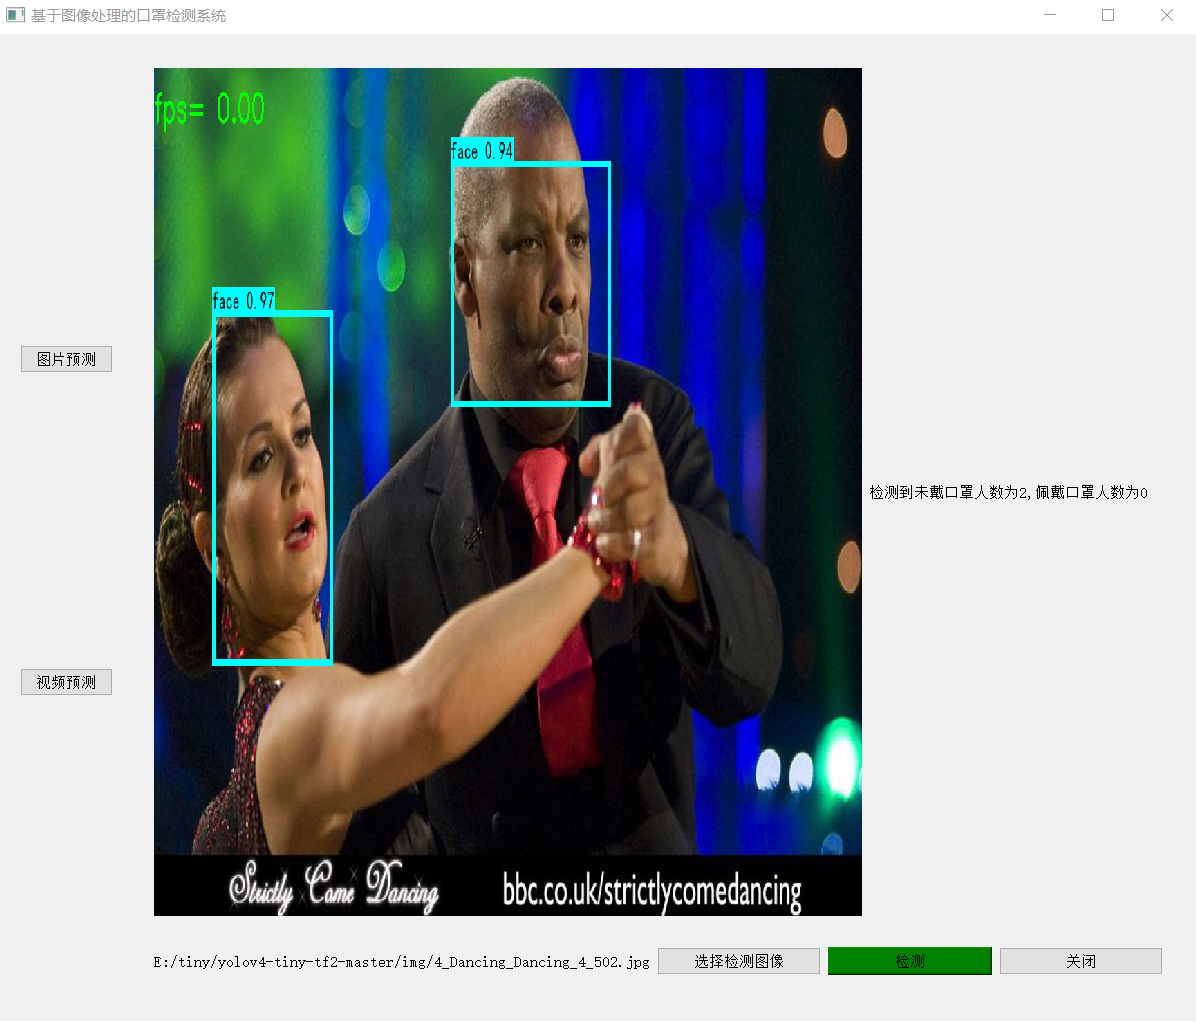 基于图像处理的口罩检测系统
fps= 0.00
face 0.94
face 0.97
图片预测
检测到未戴口罩人数为2,佩戴口罩人数为0
视频预测
Strictly Come Dancing
bbc.co.uk/strictlycomedancing
E:/tiny/yolov4-tiny-tf2-master/img/4_Dancing_Dancing_4_502.jpg
选择检测图像
检测
关闭